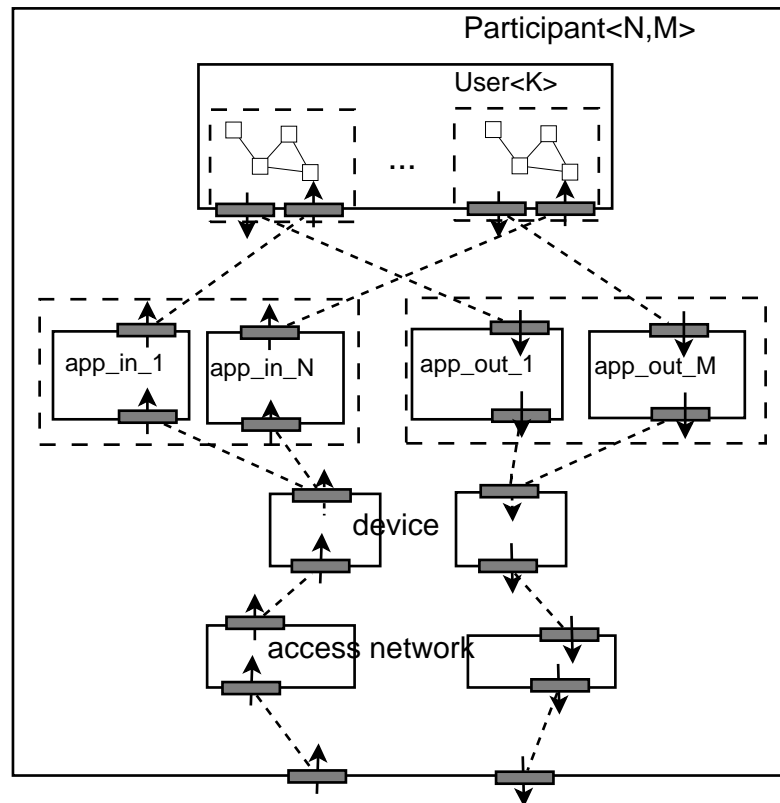 Participant<N,M>
User<K>
...
app_in_1
app_in_N
app_out_1
app_out_M
device
access network